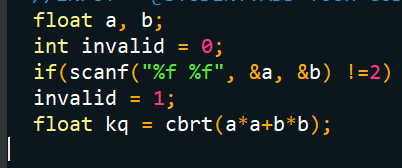 float a, b;
int invalid = 0;
if(scanf("%f %f", &a, &b) !=2)
invalid = 1;
float kq = cbrt(a*a+b*b);